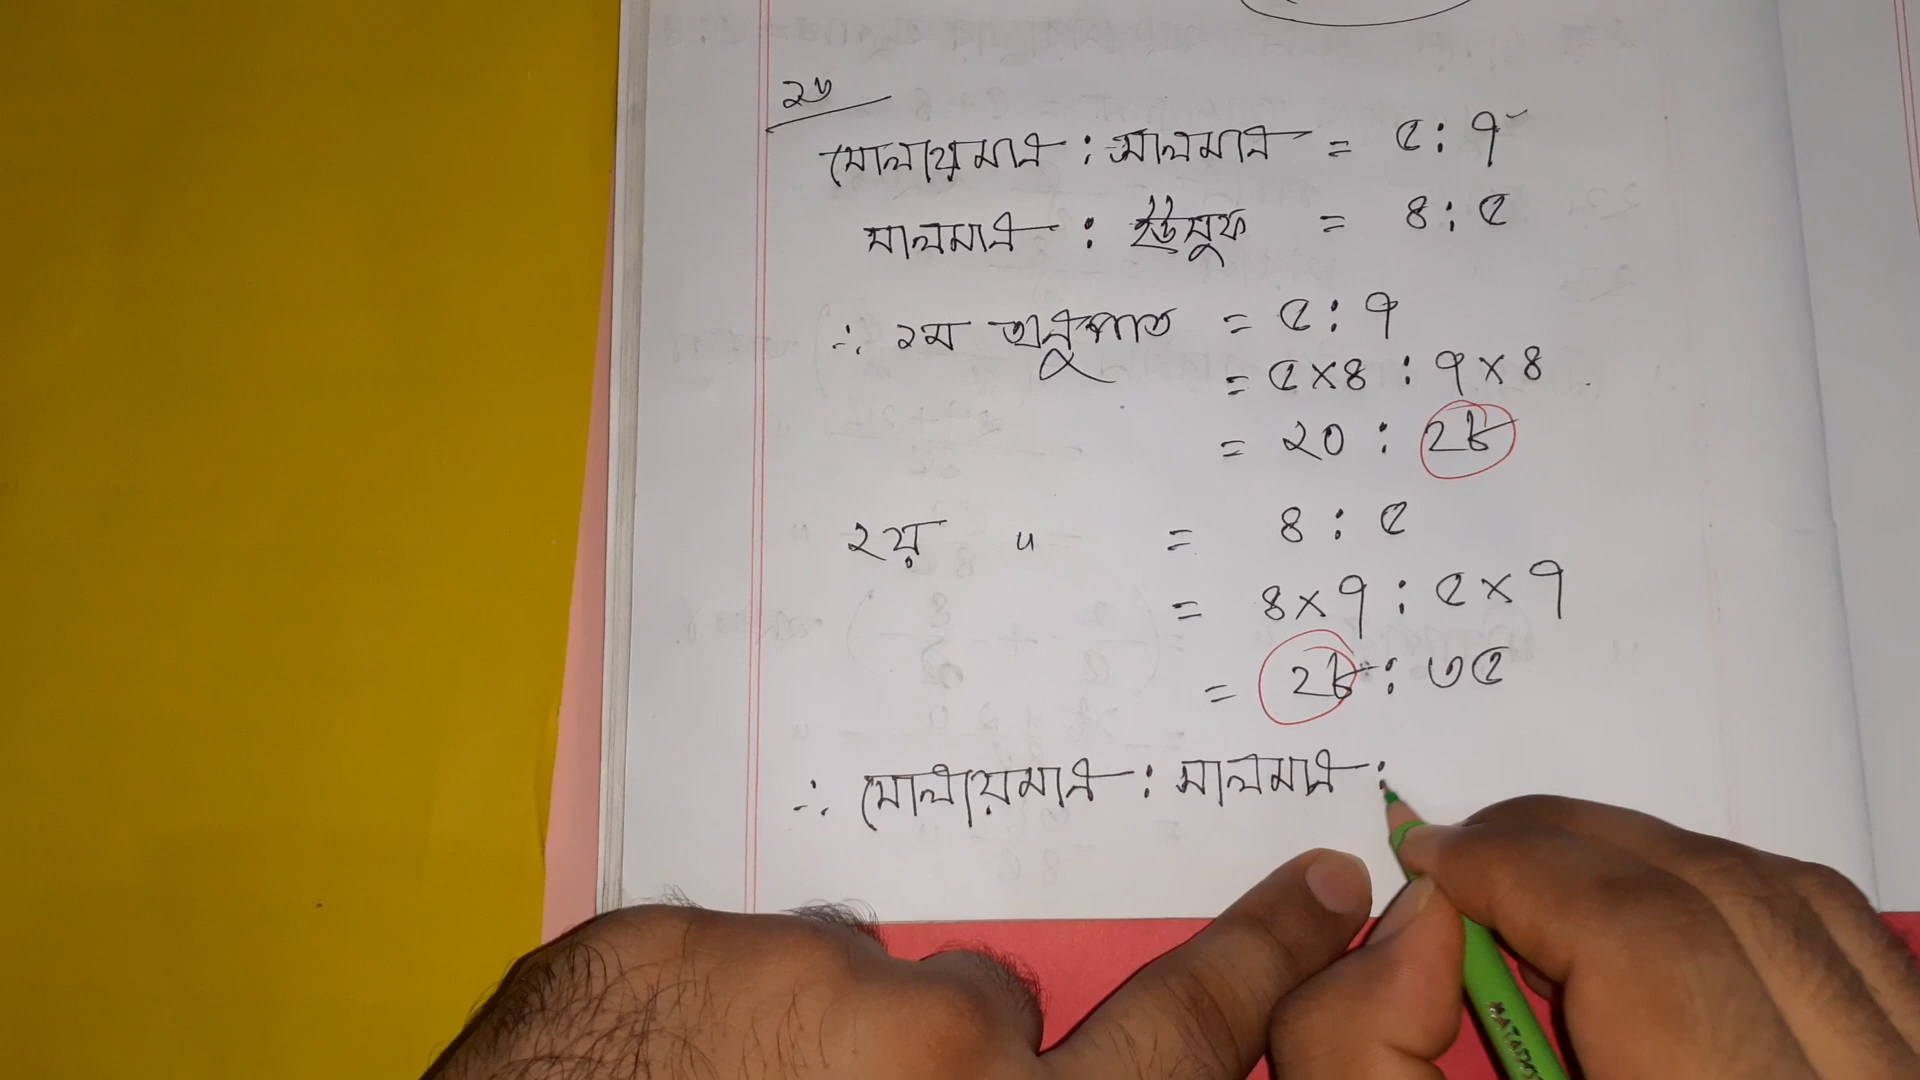 ২৬
সোলায়মান : সালমান = ৫ : ৭
সালমান : ইউসুফ = ৪ : ৫
∴ ১ম অনুপাত = ৫ : ৭
= ৫×৪ : ৭×৪
= ২০ : ২৮
২য় " = ৪ : ৫
= ৪×৭ : ৫×৭
= ২৮ : ৩৫
∴ সোলায়মান : সালমান :